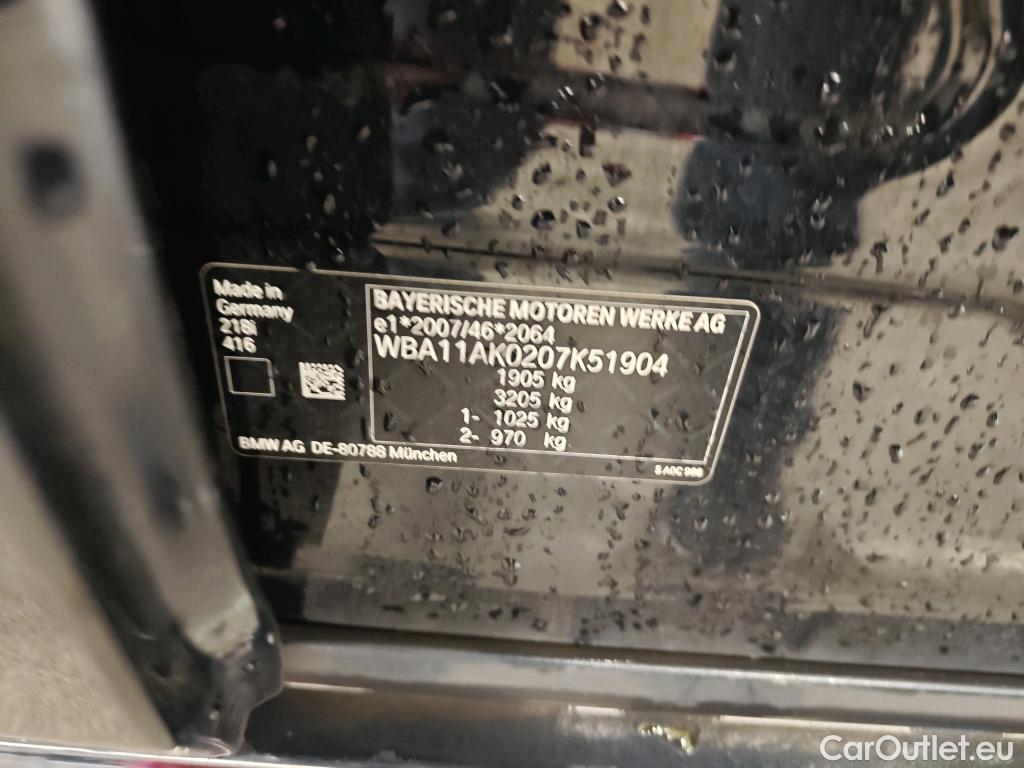 Made in
Germany
218i
416
BAYERISCHE MOTOREN WERKE AG
e1*2007/46*2064
WBA11AK0207K51904
1905 kg
3205 kg
1- 1025 kg
2- 970 kg
BMW AG DE-80788 München
CarOutlet.eu